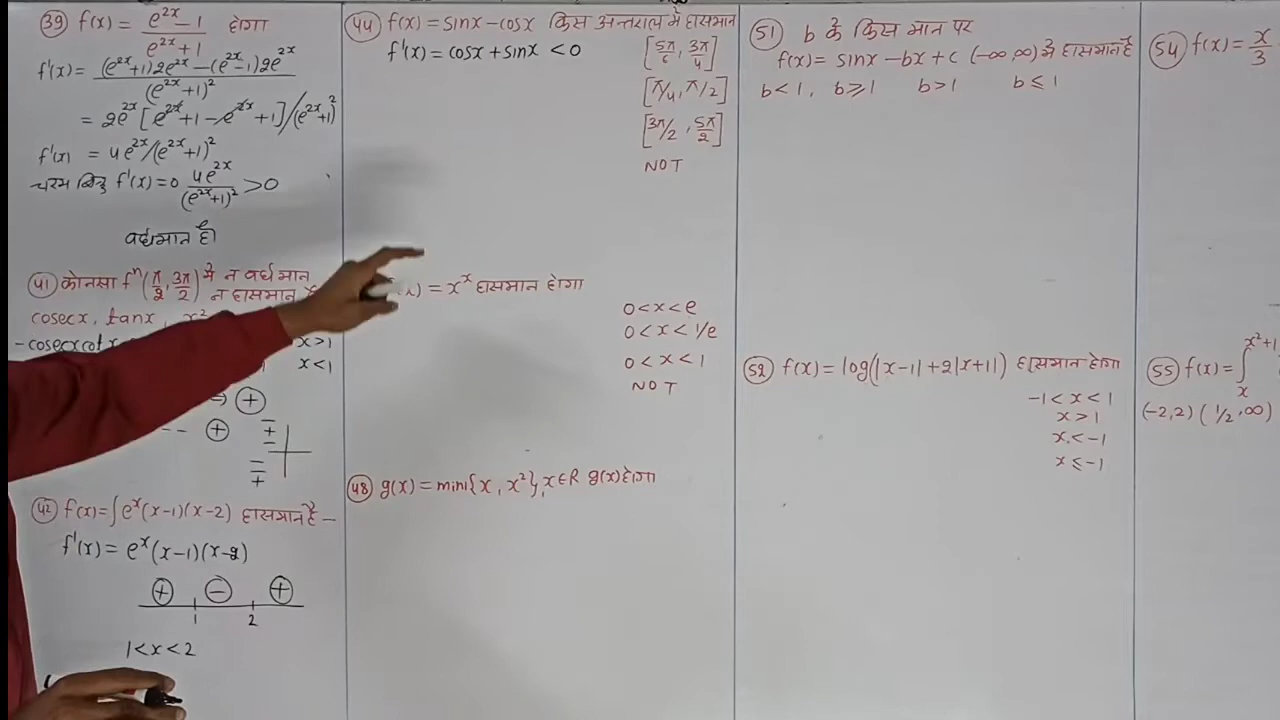 39 f(x) = e^2x - 1 / e^2x + 1 होगा
f'(x) = (e^2x+1)2e^2x - (e^2x-1)2e^2x / (e^2x+1)^2
= 2e^2x [e^2x + 1 - e^2x + 1] / (e^2x+1)^2
f'(x) = 4e^2x/(e^2x+1)^2
चरम बिन्दु f'(x)=0 4e^2x / (e^2x+1)^2 > 0
वर्धमान है।
41 कोनसा f^n (π/2, 3π/2) में न वर्धमान
न ह्रासमान
cosecx, tanx, x^2
-cosecxcot x > 1
x < 1
⊕
-- ⊕
42 f(x) = ∫e^x(x-1)(x-2) ह्रासमान है -
f'(x) = e^x(x-1)(x-2)
⊕ ⊖ ⊕
1 2
1<x<2
44 f(x) = sinx - cosx किस अन्तराल में ह्रासमान
f'(x) = cosx + sinx < 0
[5π/6, 3π/4]
[π/4, π/2]
[3π/2, 5π/2]
NOT
= x^x ह्रासमान होगा
0<x<e
0<x<1/e
0<x<1
NOT
48 g(x) = mini{x, x^2}, x∈R g(x) होगा
51 b के किस मान पर
f(x) = sinx - bx + c (-∞,∞) में ह्रासमान है
b<1, b⩾1 b>1 b⩽1
52 f(x) = log(|x-1|+2|x+1|) ह्रासमान होगा
-1<x<1
x>1
x<-1
x⩽-1
54 f(x) = x/3
55 f(x) = ∫ x^2+1 x
(-2,2) (1/2,∞)